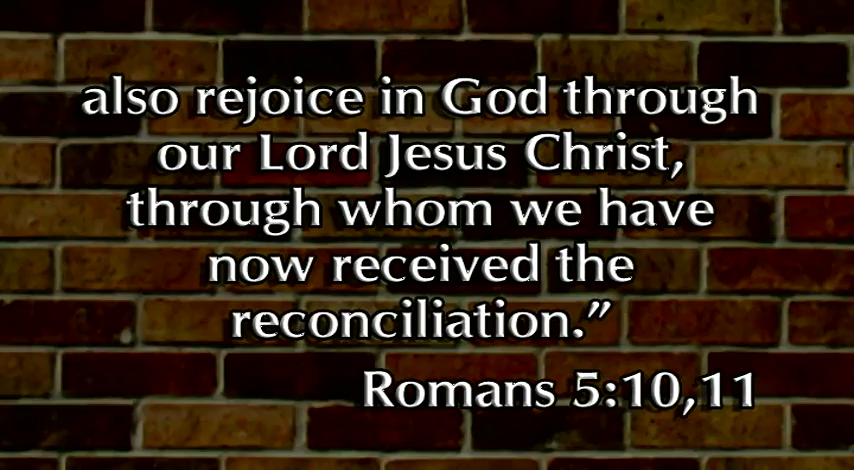 also rejoice in God through
our Lord Jesus Christ,
through whom we have
now received the
reconciliation.”
Romans 5:10,11